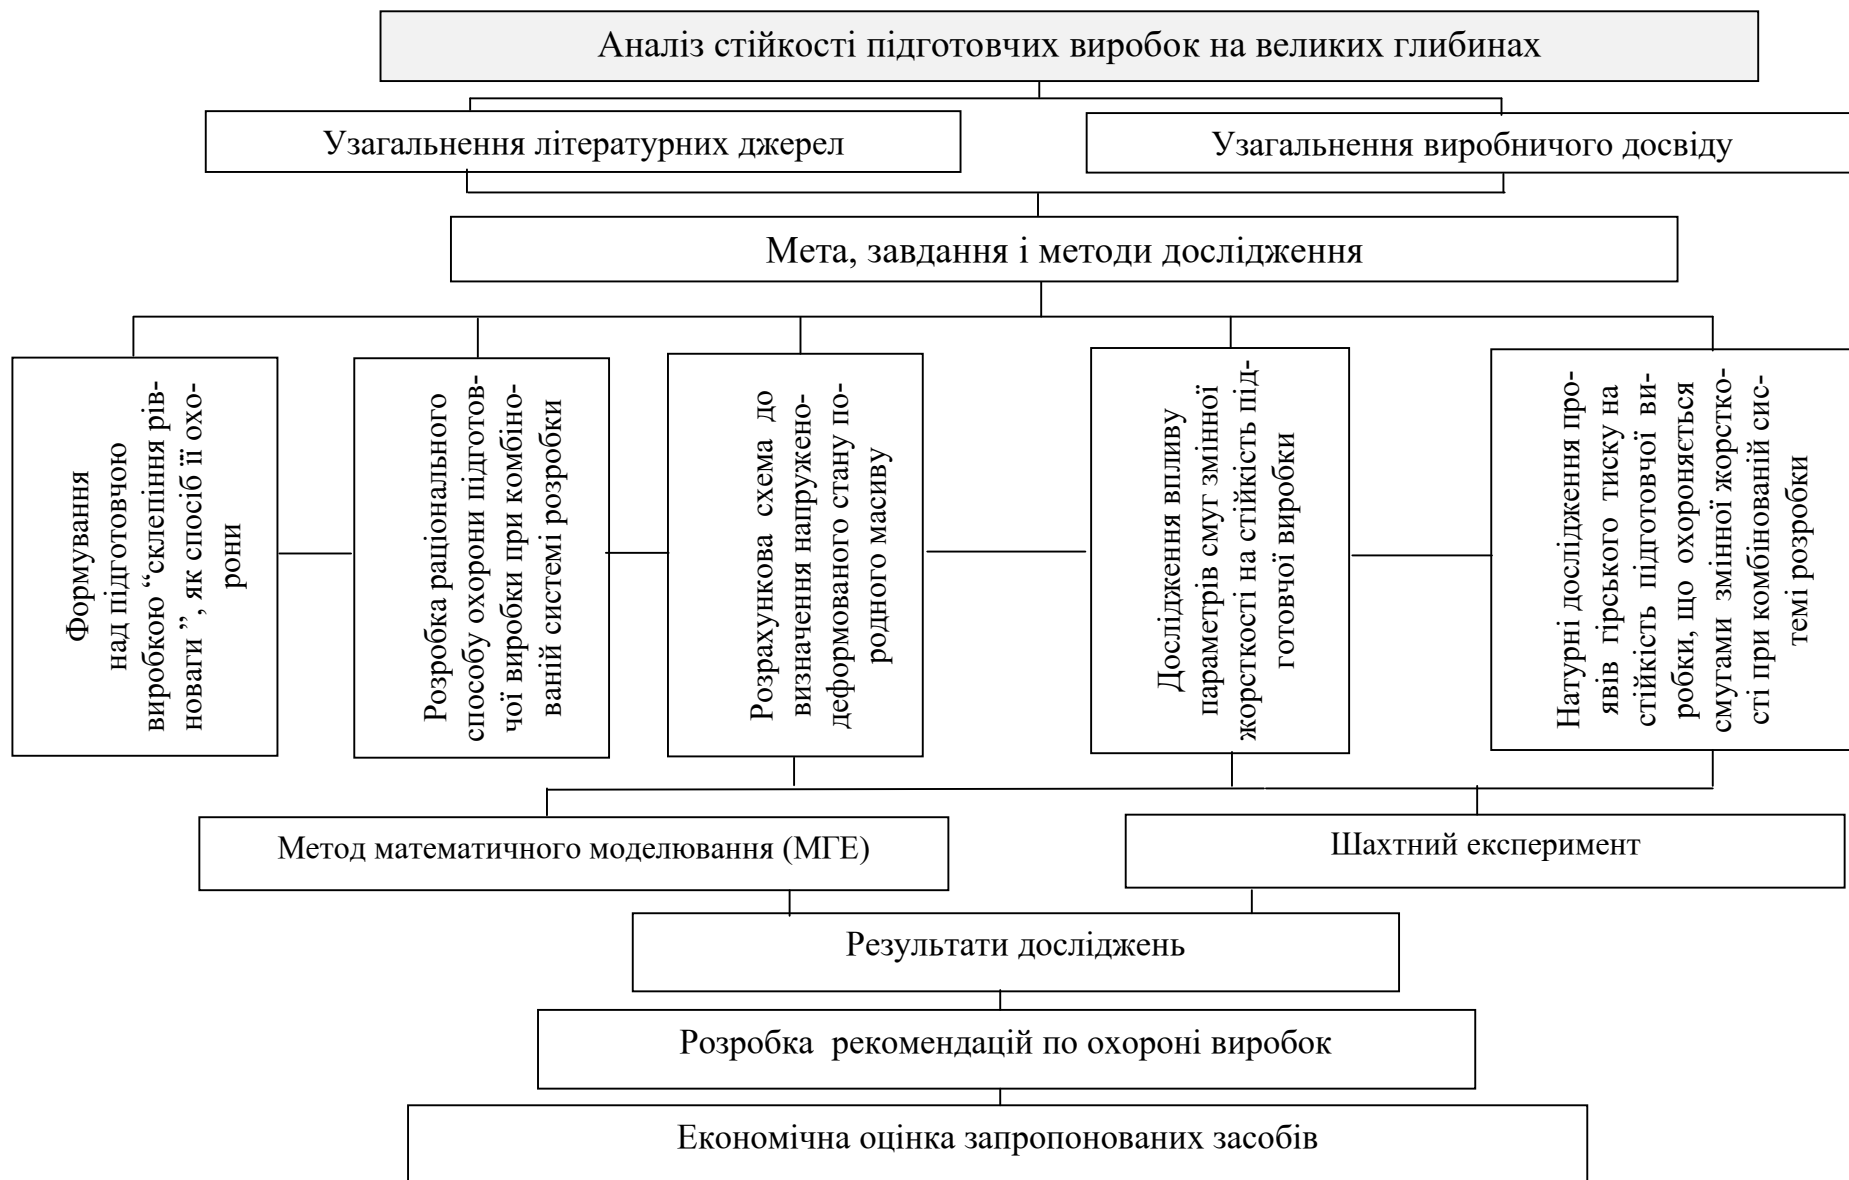 Аналіз стійкості підготовчих виробок на великих глибинах
Узагальнення літературних джерел
Узагальнення виробничого досвіду
Мета, завдання і методи дослідження
Формування
над підготовчою
виробкою “склепіння рів-
новаги ”, як спосіб її охо-
рони
Розробка раціонального
способу охорони підготов-
чої виробки при комбіно-
ваній системі розробки
Розрахункова схема до
визначення напружено-
деформованого стану по-
родного масиву
Дослідження впливу
параметрів смуг змінної
жорсткості на стійкість під-
готовчої виробки
Натурні дослідження про-
явів гірського тиску на
стійкість підготовчої ви-
робки, що охороняється
смугами змінної жорстко-
сті при комбінованій сис-
темі розробки
Метод математичного моделювання (МГЕ)
Шахтний експеримент
Результати досліджень
Розробка рекомендацій по охороні виробок
Економічна оцінка запропонованих засобів